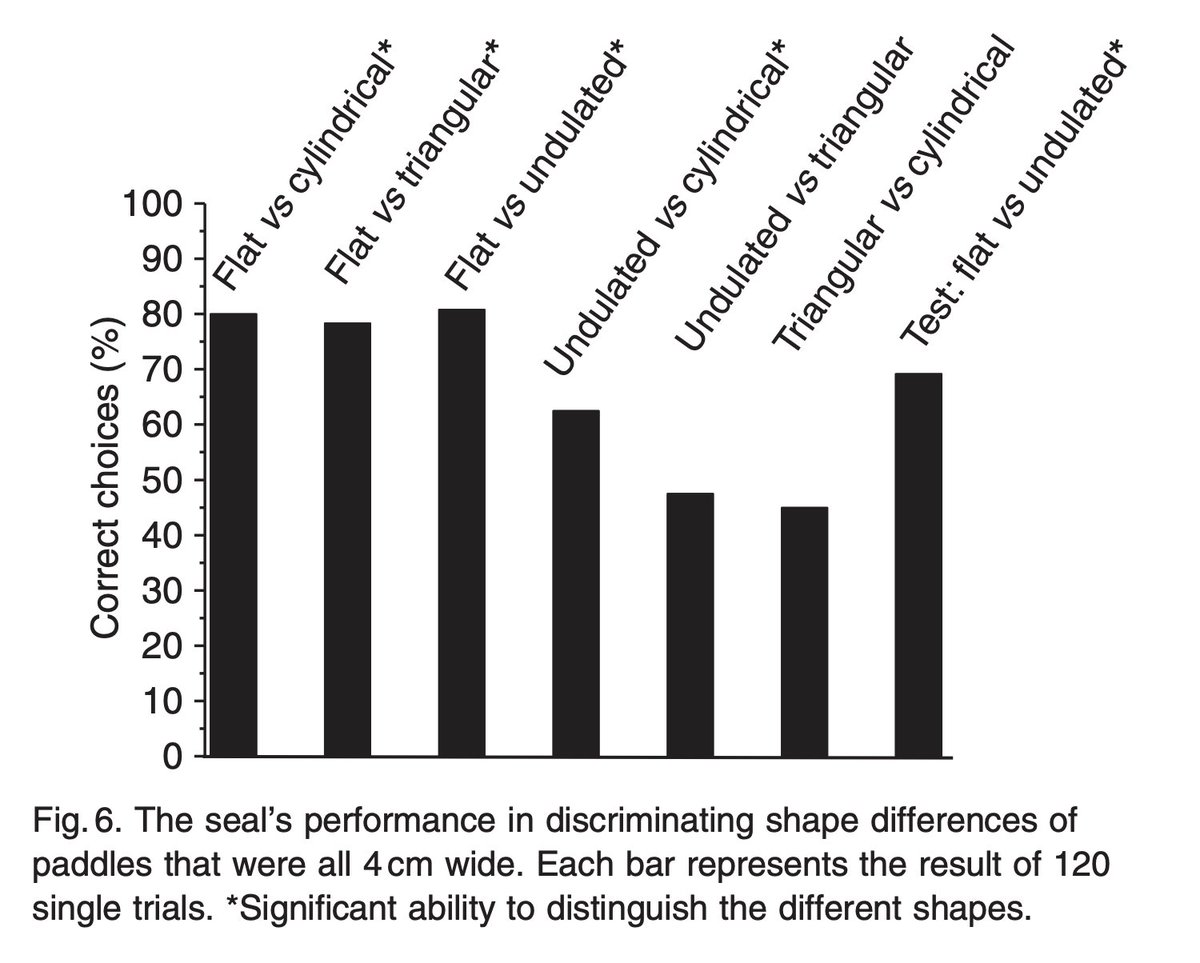 Flat vs cylindrical*
Flat vs triangular*
Flat vs undulated*
Undulated vs cylindrical*
Undulated vs triangular
Triangular vs cylindrical
Test: flat vs undulated*
Correct choices (%)
100
90
80
70
60
50
40
30
20
10
0
Fig. 6. The seal’s performance in discriminating shape differences of
paddles that were all 4 cm wide. Each bar represents the result of 120
single trials. *Significant ability to distinguish the different shapes.